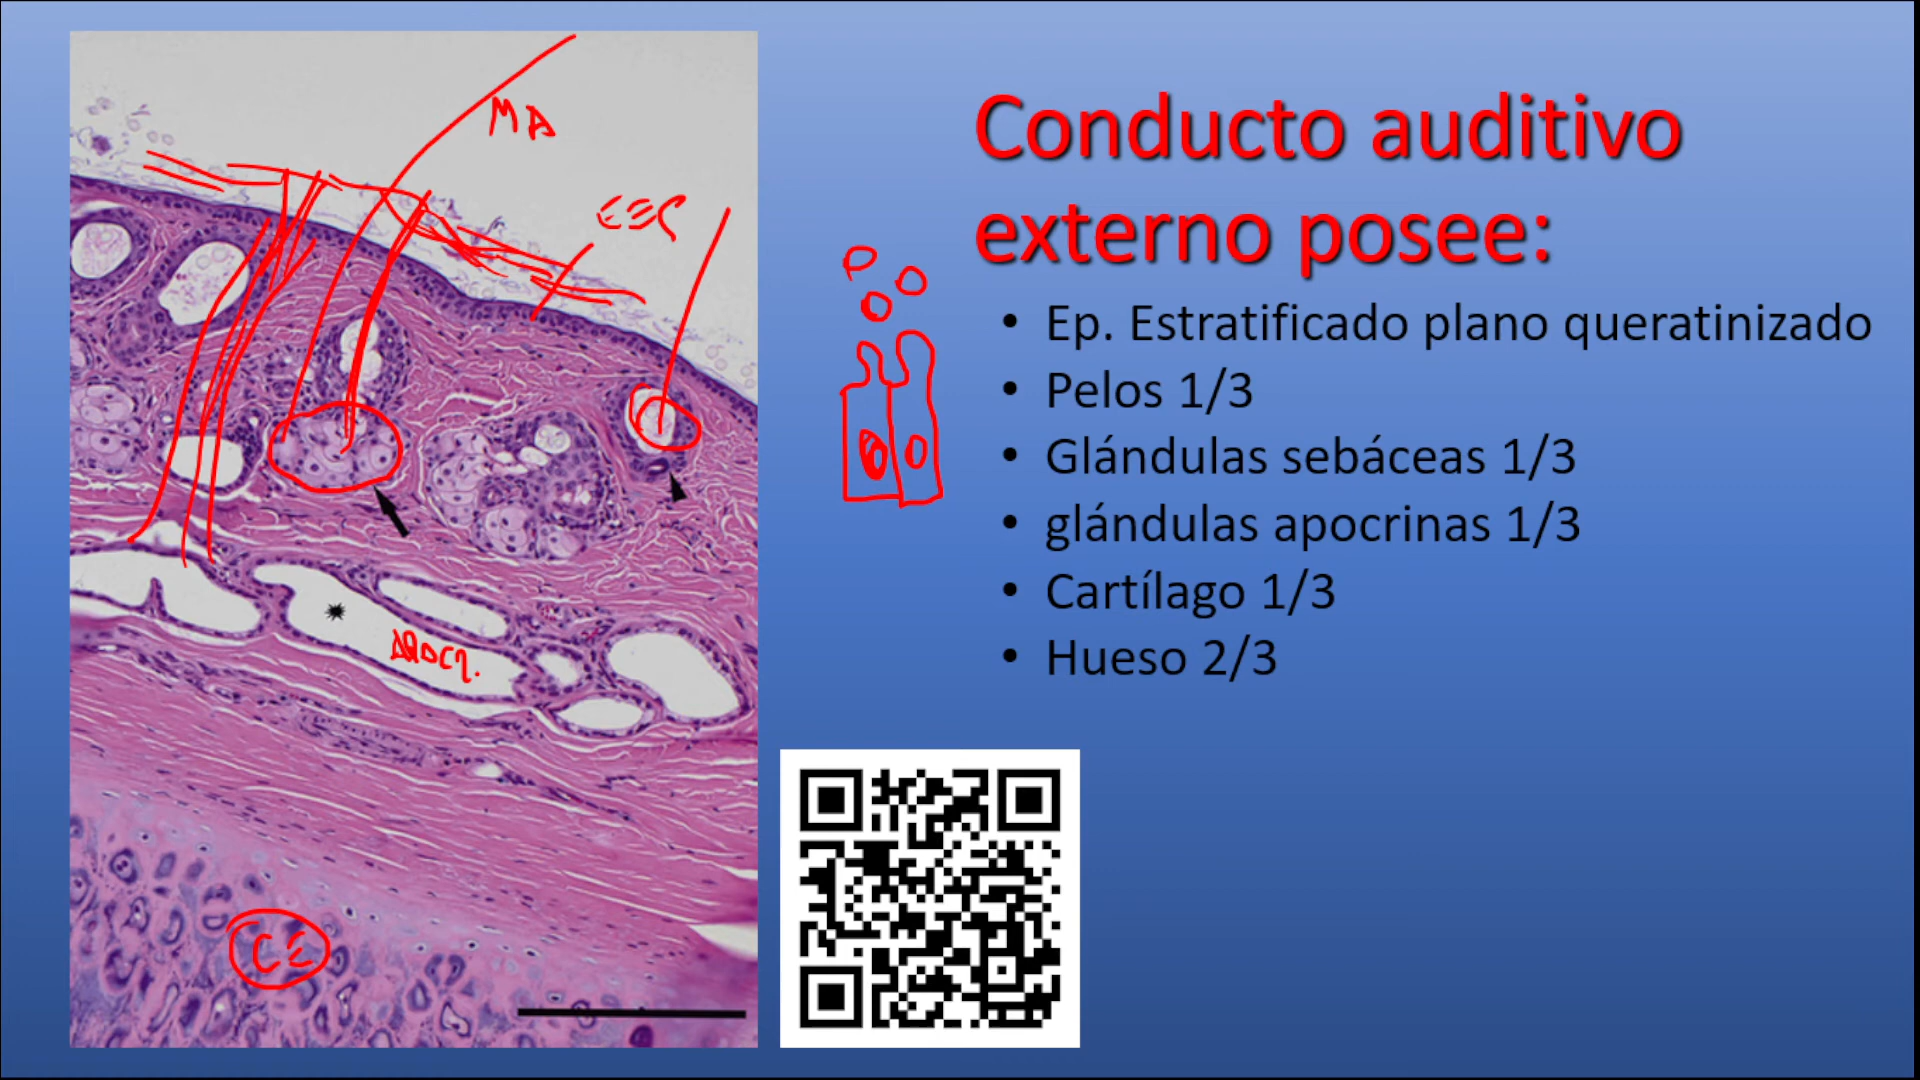 MA
CE
Conducto auditivo
externo posee:
• Ep. Estratificado plano queratinizado
• Pelos 1/3
• Glándulas sebáceas 1/3
• glándulas apocrinas 1/3
• Cartílago 1/3
• Hueso 2/3